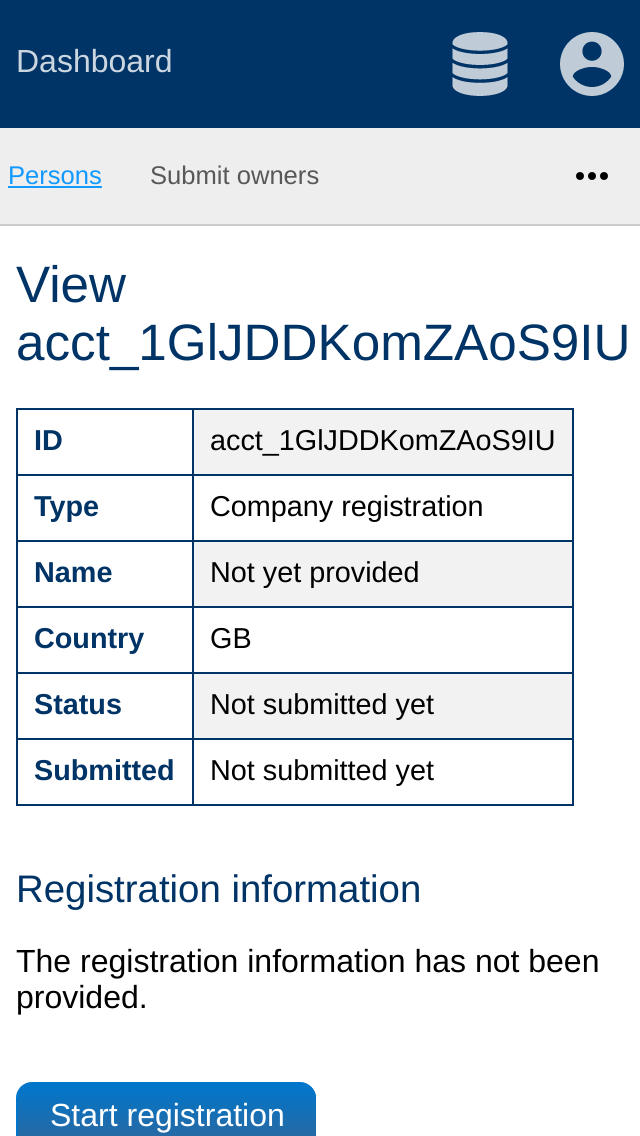 Dashboard
Persons Submit owners
View
acct_1GlJDDKomZAoS9IU
ID acct_1GlJDDKomZAoS9IU
Type Company registration
Name Not yet provided
Country GB
Status Not submitted yet
Submitted Not submitted yet
Registration information
The registration information has not been
provided.
Start registration